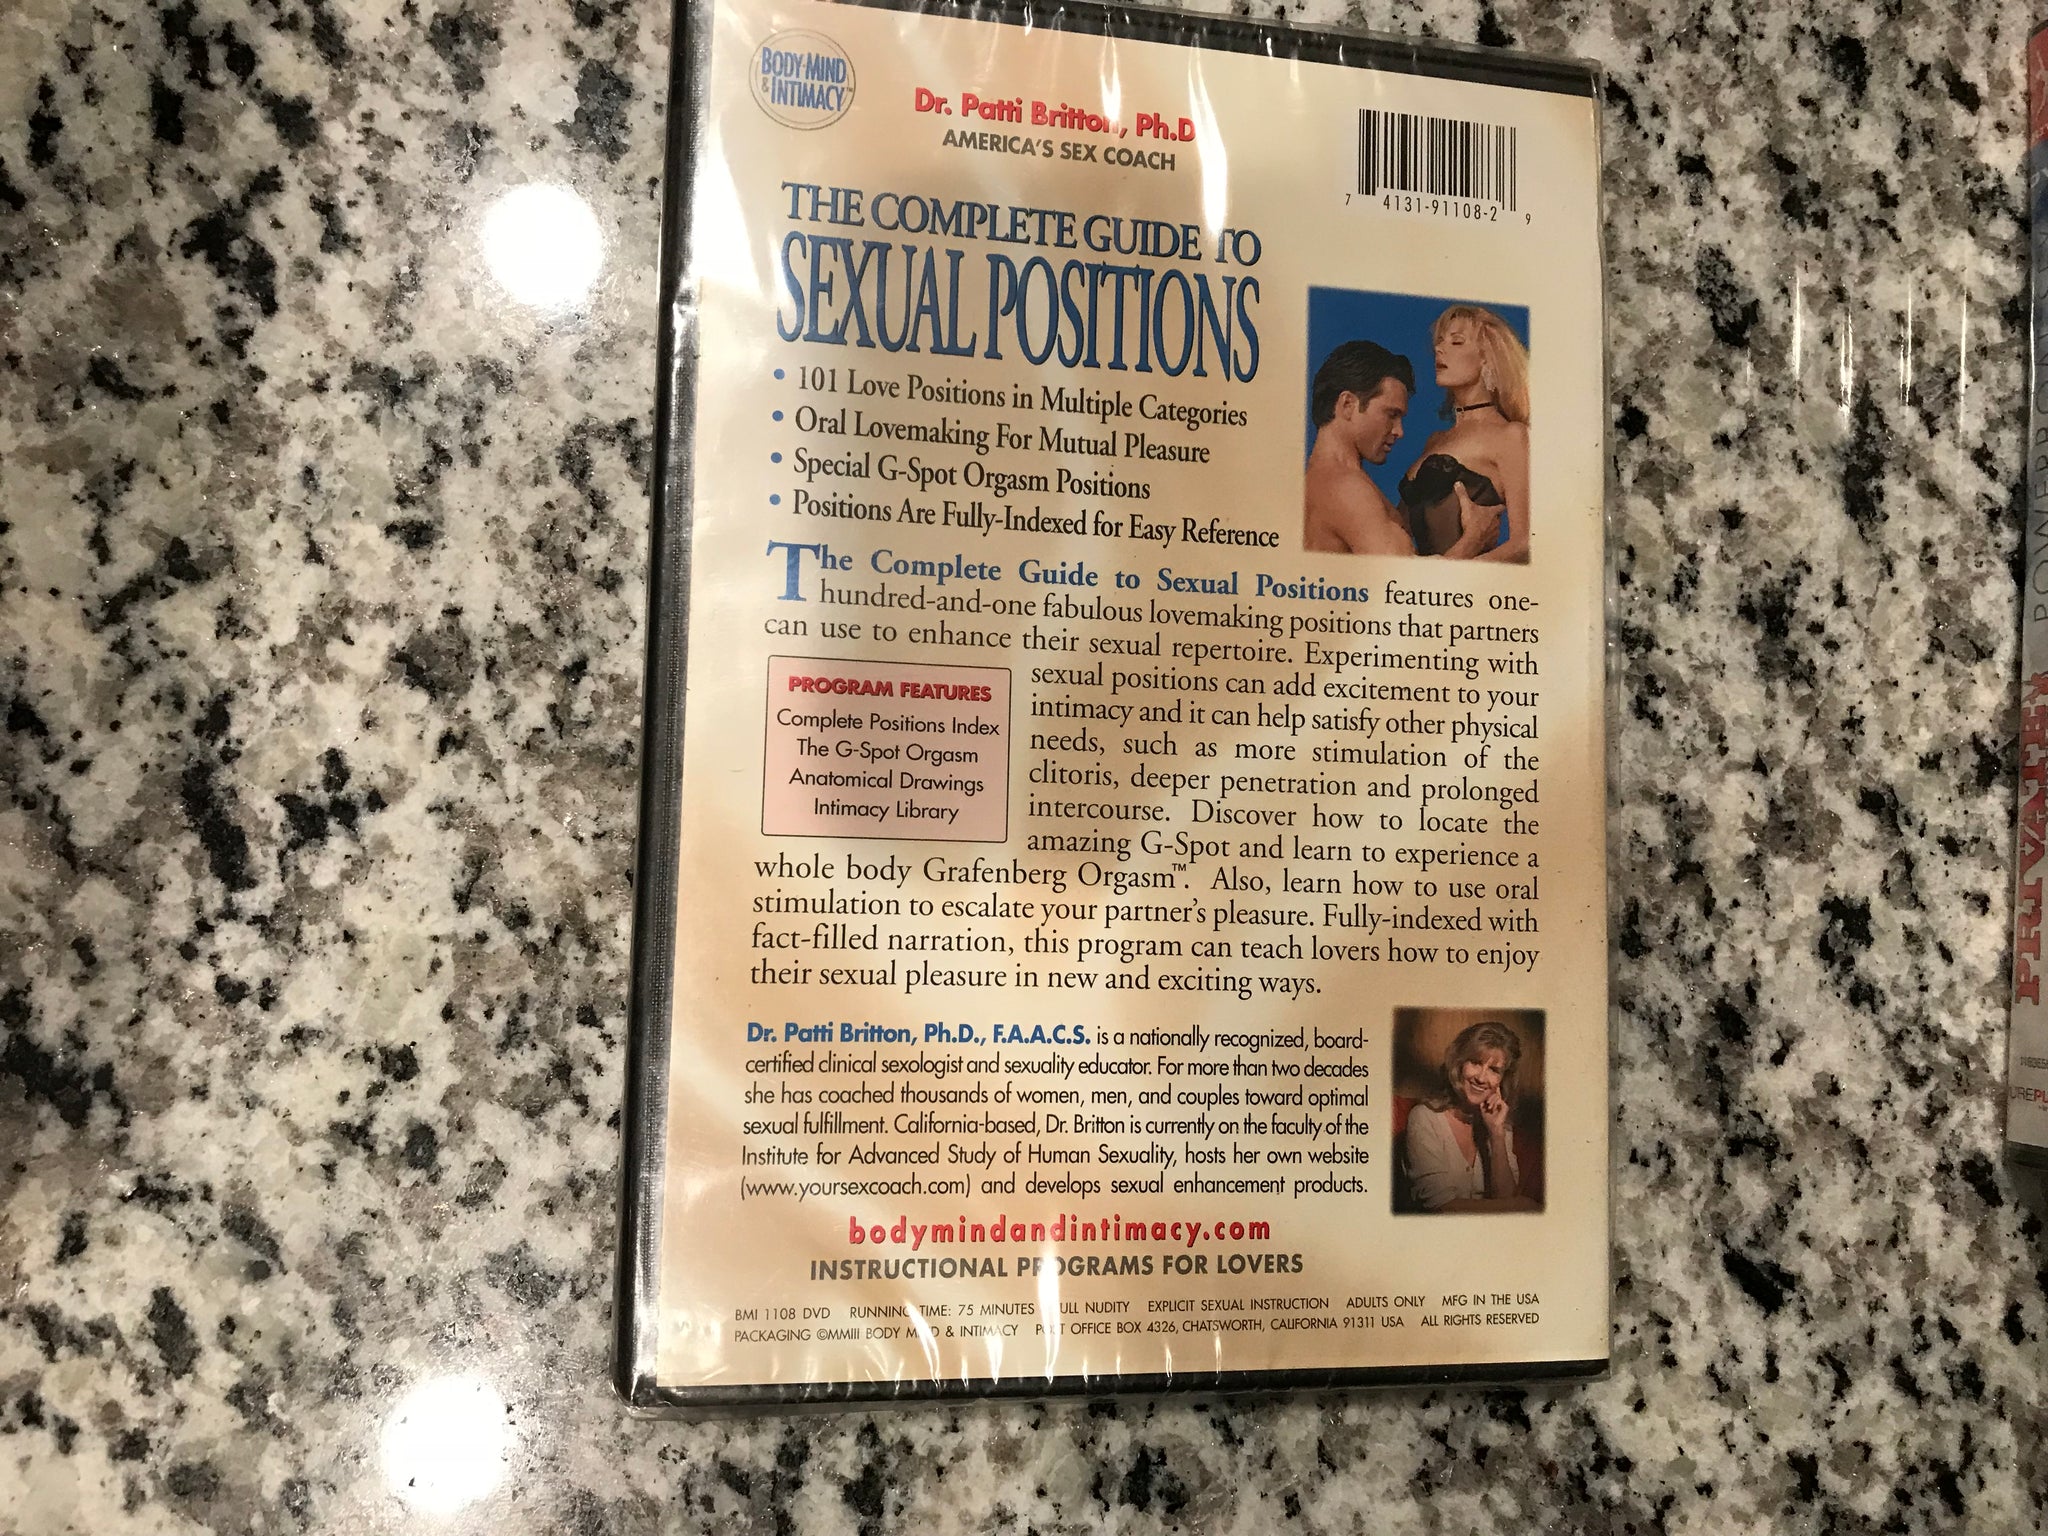 BODY MIND
& INTIMACY™
Dr. Patti Britton, Ph.D
AMERICA'S SEX COACH
7 4131-91108-2 9
THE COMPLETE GUIDE TO
SEXUAL POSITIONS
• 101 Love Positions in Multiple Categories
• Oral Lovemaking For Mutual Pleasure
• Special G-Spot Orgasm Positions
• Positions Are Fully-Indexed for Easy Reference
The Complete Guide to Sexual Positions features one-
hundred-and-one fabulous lovemaking positions that partners
can use to enhance their sexual repertoire. Experimenting with
sexual positions can add excitement to your
intimacy and it can help satisfy other physical
needs, such as more stimulation of the
clitoris, deeper penetration and prolonged
intercourse. Discover how to locate the
amazing G-Spot and learn to experience a
whole body Grafenberg Orgasm™. Also, learn how to use oral
stimulation to escalate your partner's pleasure. Fully-indexed with
fact-filled narration, this program can teach lovers how to enjoy
their sexual pleasure in new and exciting ways.
PROGRAM FEATURES
Complete Positions Index
The G-Spot Orgasm
Anatomical Drawings
Intimacy Library
Dr. Patti Britton, Ph.D., F.A.A.C.S. is a nationally recognized, board-
certified clinical sexologist and sexuality educator. For more than two decades
she has coached thousands of women, men, and couples toward optimal
sexual fulfillment. California-based, Dr. Britton is currently on the faculty of the
Institute for Advanced Study of Human Sexuality, hosts her own website
(www.yoursexcoach.com) and develops sexual enhancement products.
bodymindandintimacy.com
INSTRUCTIONAL PROGRAMS FOR LOVERS
BMI 1108 DVD RUNNING TIME: 75 MINUTES FULL NUDITY EXPLICIT SEXUAL INSTRUCTION ADULTS ONLY MFG IN THE USA
PACKAGING ©MMIII BODY MIND & INTIMACY POST OFFICE BOX 4326, CHATSWORTH, CALIFORNIA 91311 USA ALL RIGHTS RESERVED
PRIVATE